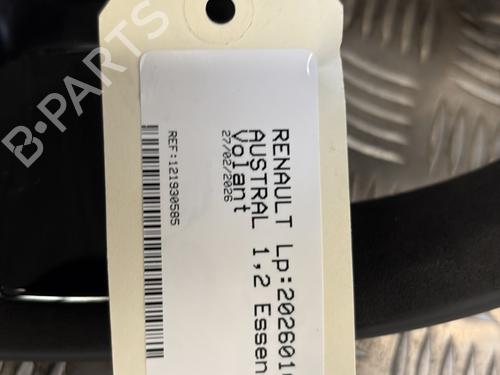 RENAULT Lp:202601
AUSTRAL 1,2 Essen
Volant
27/02/2026
REF:121930585
B-PARTS